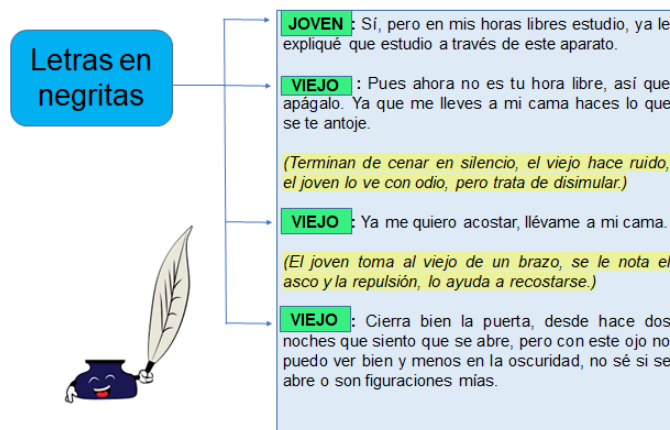 Letras en
negritas
JOVEN : Sí, pero en mis horas libres estudio, ya le
expliqué que estudio a través de este aparato.
VIEJO : Pues ahora no es tu hora libre, así que
apágalo. Ya que me lleves a mi cama haces lo que
se te antoje.
(Terminan de cenar en silencio, el viejo hace ruido,
el joven lo ve con odio, pero trata de disimular.)
VIEJO : Ya me quiero acostar, llévame a mi cama.
(El joven toma al viejo de un brazo, se le nota el
asco y la repulsión, lo ayuda a recostarse.)
VIEJO : Cierra bien la puerta, desde hace dos
noches que siento que se abre, pero con este ojo no
puedo ver bien y menos en la oscuridad, no sé si se
abre o son figuraciones mías.